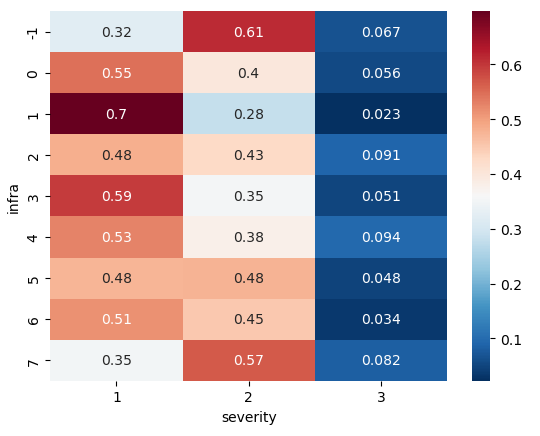 -1 0.32 0.61 0.067
0 0.55 0.4 0.056
1 0.7 0.28 0.023
2 0.48 0.43 0.091
3 0.59 0.35 0.051
4 0.53 0.38 0.094
5 0.48 0.48 0.048
6 0.51 0.45 0.034
7 0.35 0.57 0.082
1 2 3
severity
infra
0.6
0.5
0.4
0.3
0.2
0.1